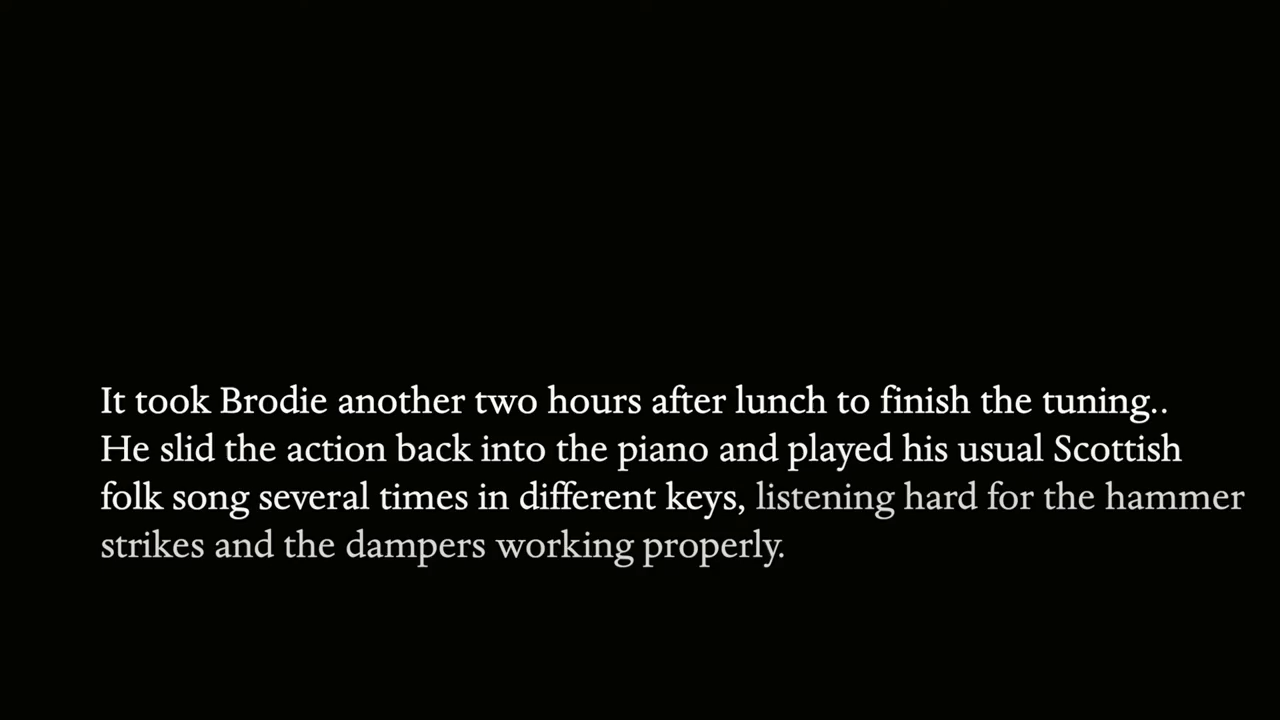 It took Brodie another two hours after lunch to finish the tuning..
He slid the action back into the piano and played his usual Scottish
folk song several times in different keys, listening hard for the hammer
strikes and the dampers working properly.